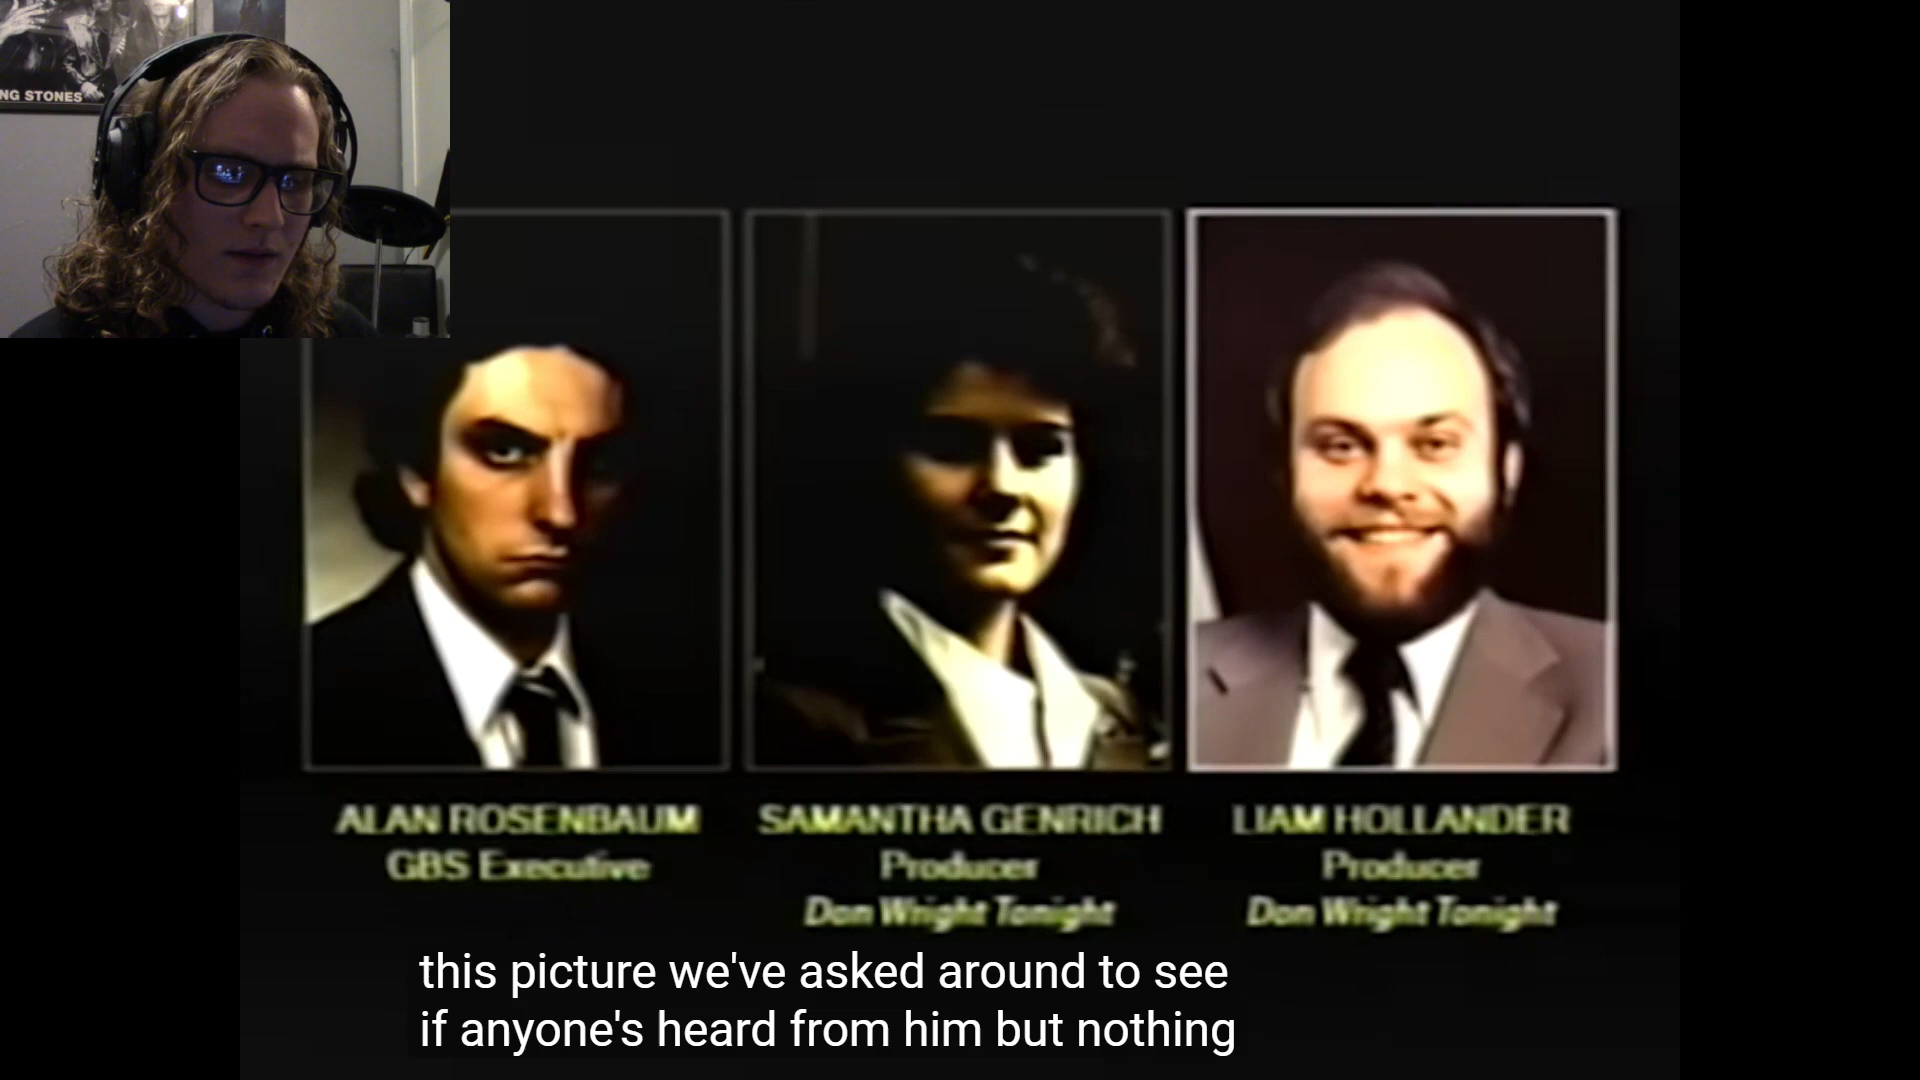 NG STONES
ALAN ROSENBAUM
GBS Executive
SAMANTHA GENRICH
Producer
Don Wright Tonight
LIAM HOLLANDER
Producer
Don Wright Tonight
this picture we've asked around to see
if anyone's heard from him but nothing